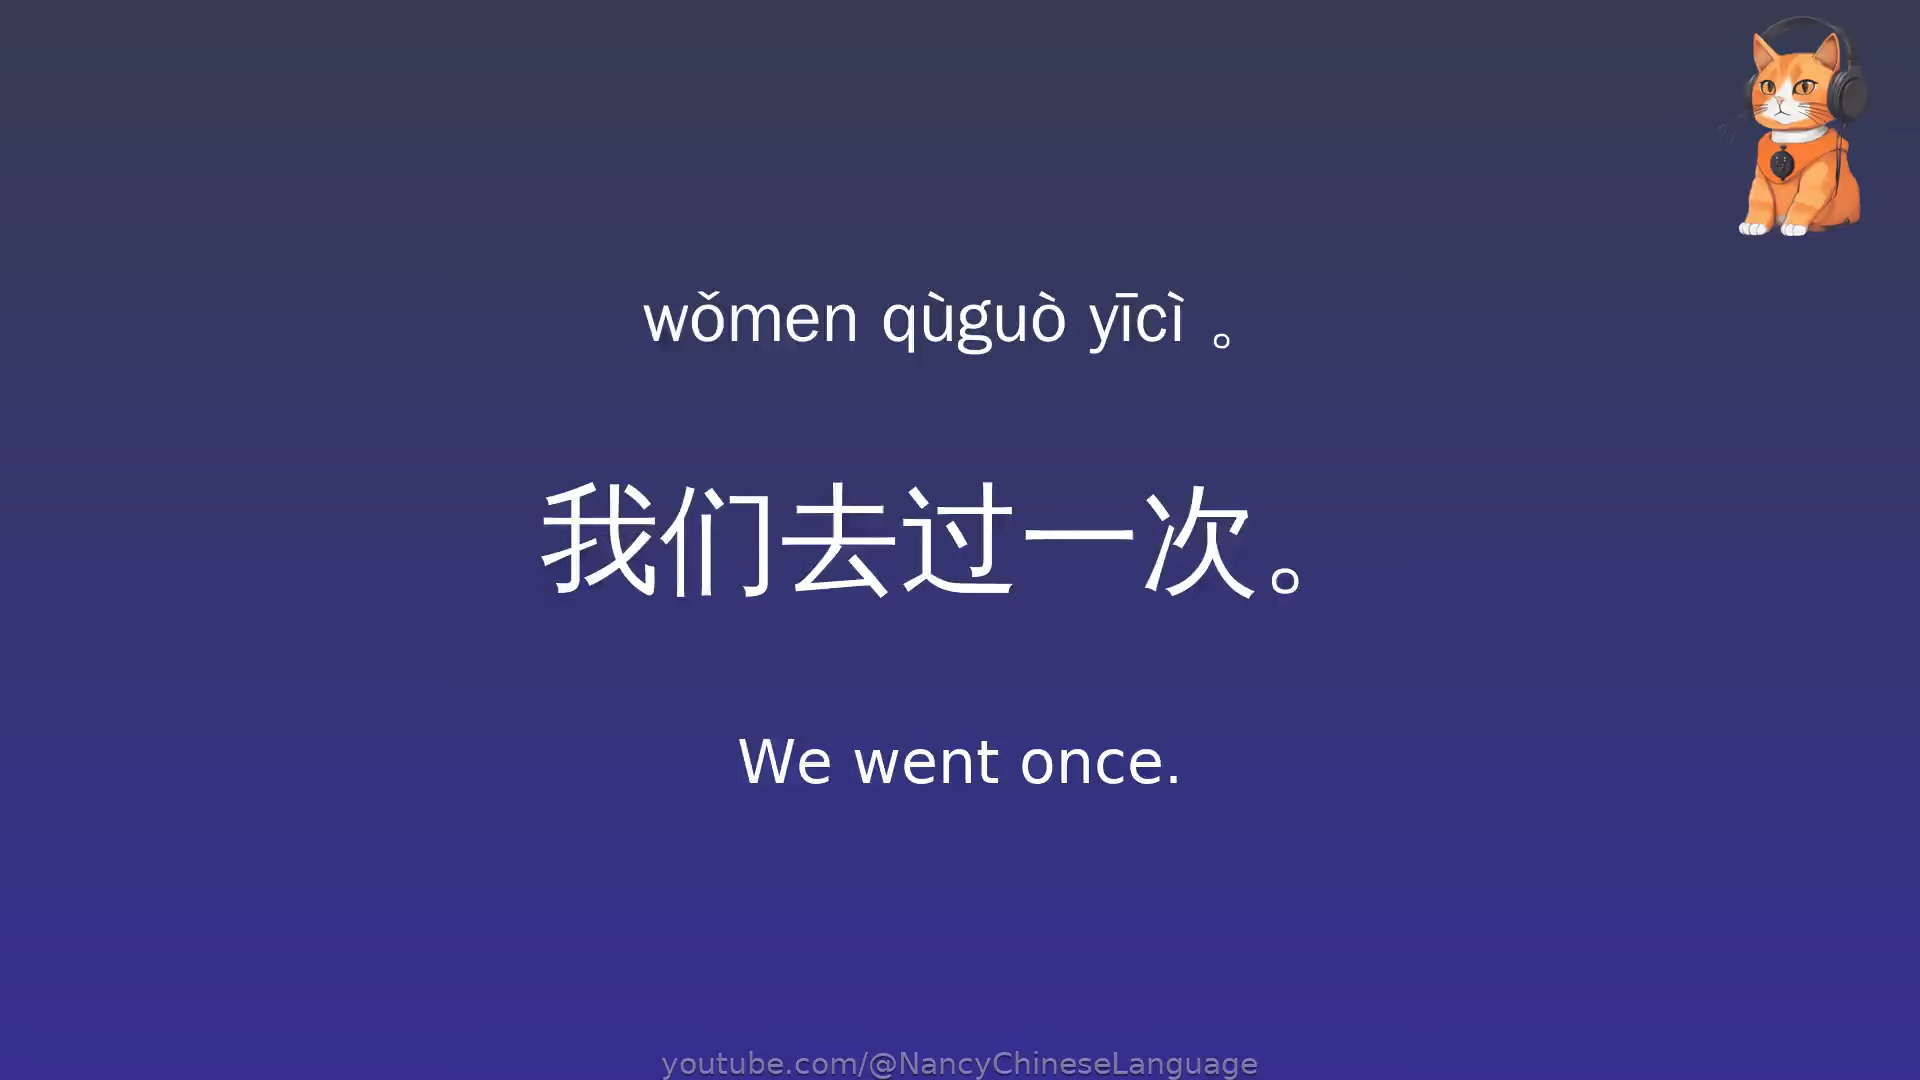 wǒmen qùguò yīcì 。
我们去过一次。
We went once.
youtube.com/@NancyChineseLanguage